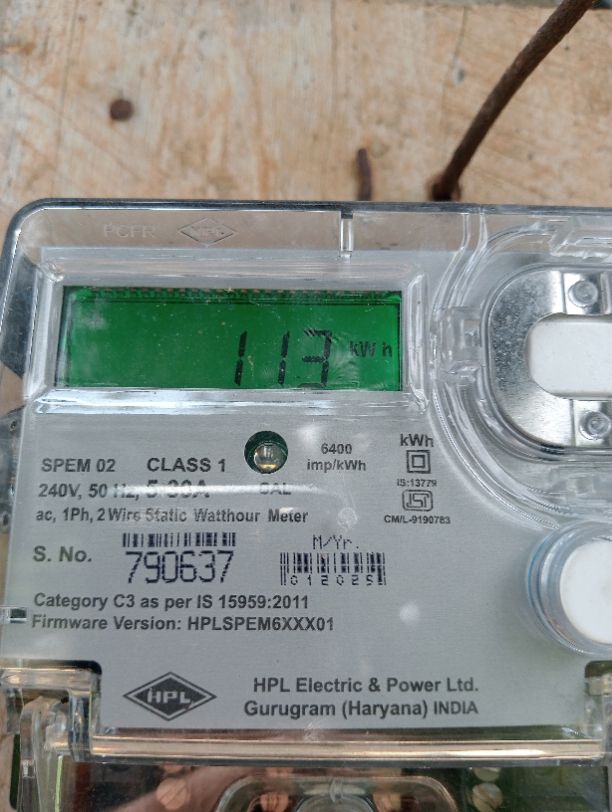 PCFR HPL
113 kWh
SPEM 02 CLASS 1
6400
imp/kWh
kWh
240V, 50 Hz, 5-30A CAL
IS:13779
ISI
CM/L-9190783
ac, 1Ph, 2 Wire Static Watthour Meter
S. No. 790637
M/Yr.
012025
Category C3 as per IS 15959:2011
Firmware Version: HPLSPEM6XXX01
HPL
HPL Electric & Power Ltd.
Gurugram (Haryana) INDIA